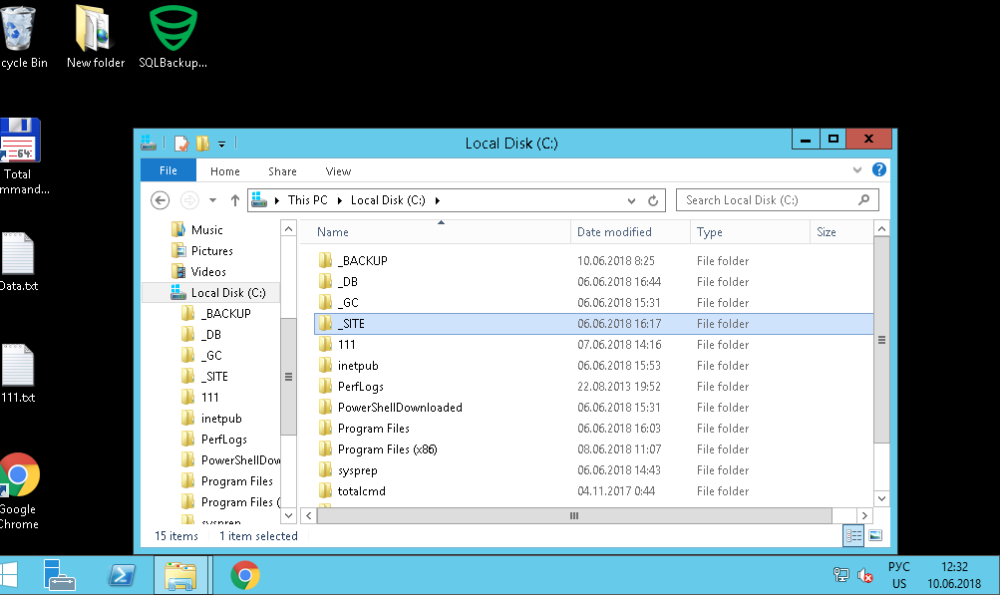 cycle Bin
New folder
SQLBackup...
64
Total
mmand...
Data.txt
111.txt
Google
Chrome
Local Disk (C:)
File Home Share View
This PC Local Disk (C:)
Search Local Disk (C:)
Music
Pictures
Videos
Local Disk (C:)
_BACKUP
_DB
_GC
_SITE
111
inetpub
PerfLogs
PowerShellDow
Program Files
Program Files (
sysprep
Name Date modified Type Size
_BACKUP 10.06.2018 8:25 File folder
_DB 06.06.2018 16:44 File folder
_GC 06.06.2018 15:31 File folder
_SITE 06.06.2018 16:17 File folder
111 07.06.2018 14:16 File folder
inetpub 06.06.2018 15:53 File folder
PerfLogs 22.08.2013 19:52 File folder
PowerShellDownloaded 06.06.2018 15:31 File folder
Program Files 06.06.2018 16:03 File folder
Program Files (x86) 08.06.2018 11:07 File folder
sysprep 06.06.2018 14:43 File folder
totalcmd 04.11.2017 0:44 File folder
15 items 1 item selected
РУС 12:32
US 10.06.2018